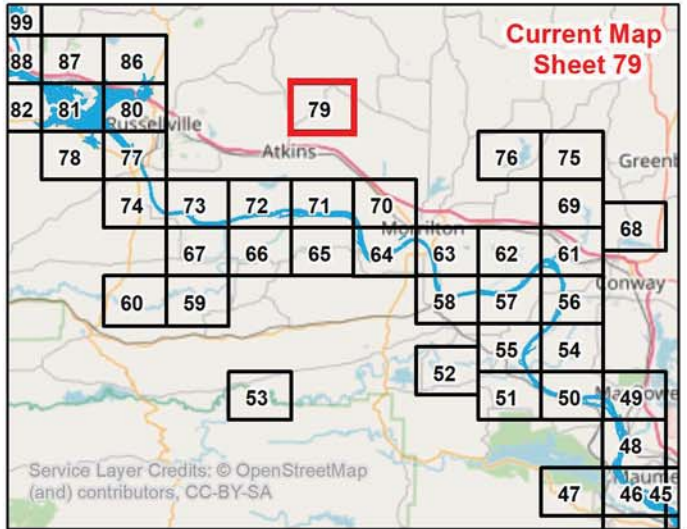 99
Current Map
Sheet 79
88 87 86
82 81 80 79
Russellville
Atkins
78 77 76 75
Greenb
74 73 72 71 70 69
68
Morrilton
67 66 65 64 63 62 61
Conway
60 59 58 57 56
55 54
52
53 51 50 49
48
Maume
47 46 45
Service Layer Credits: © OpenStreetMap
(and) contributors, CC-BY-SA